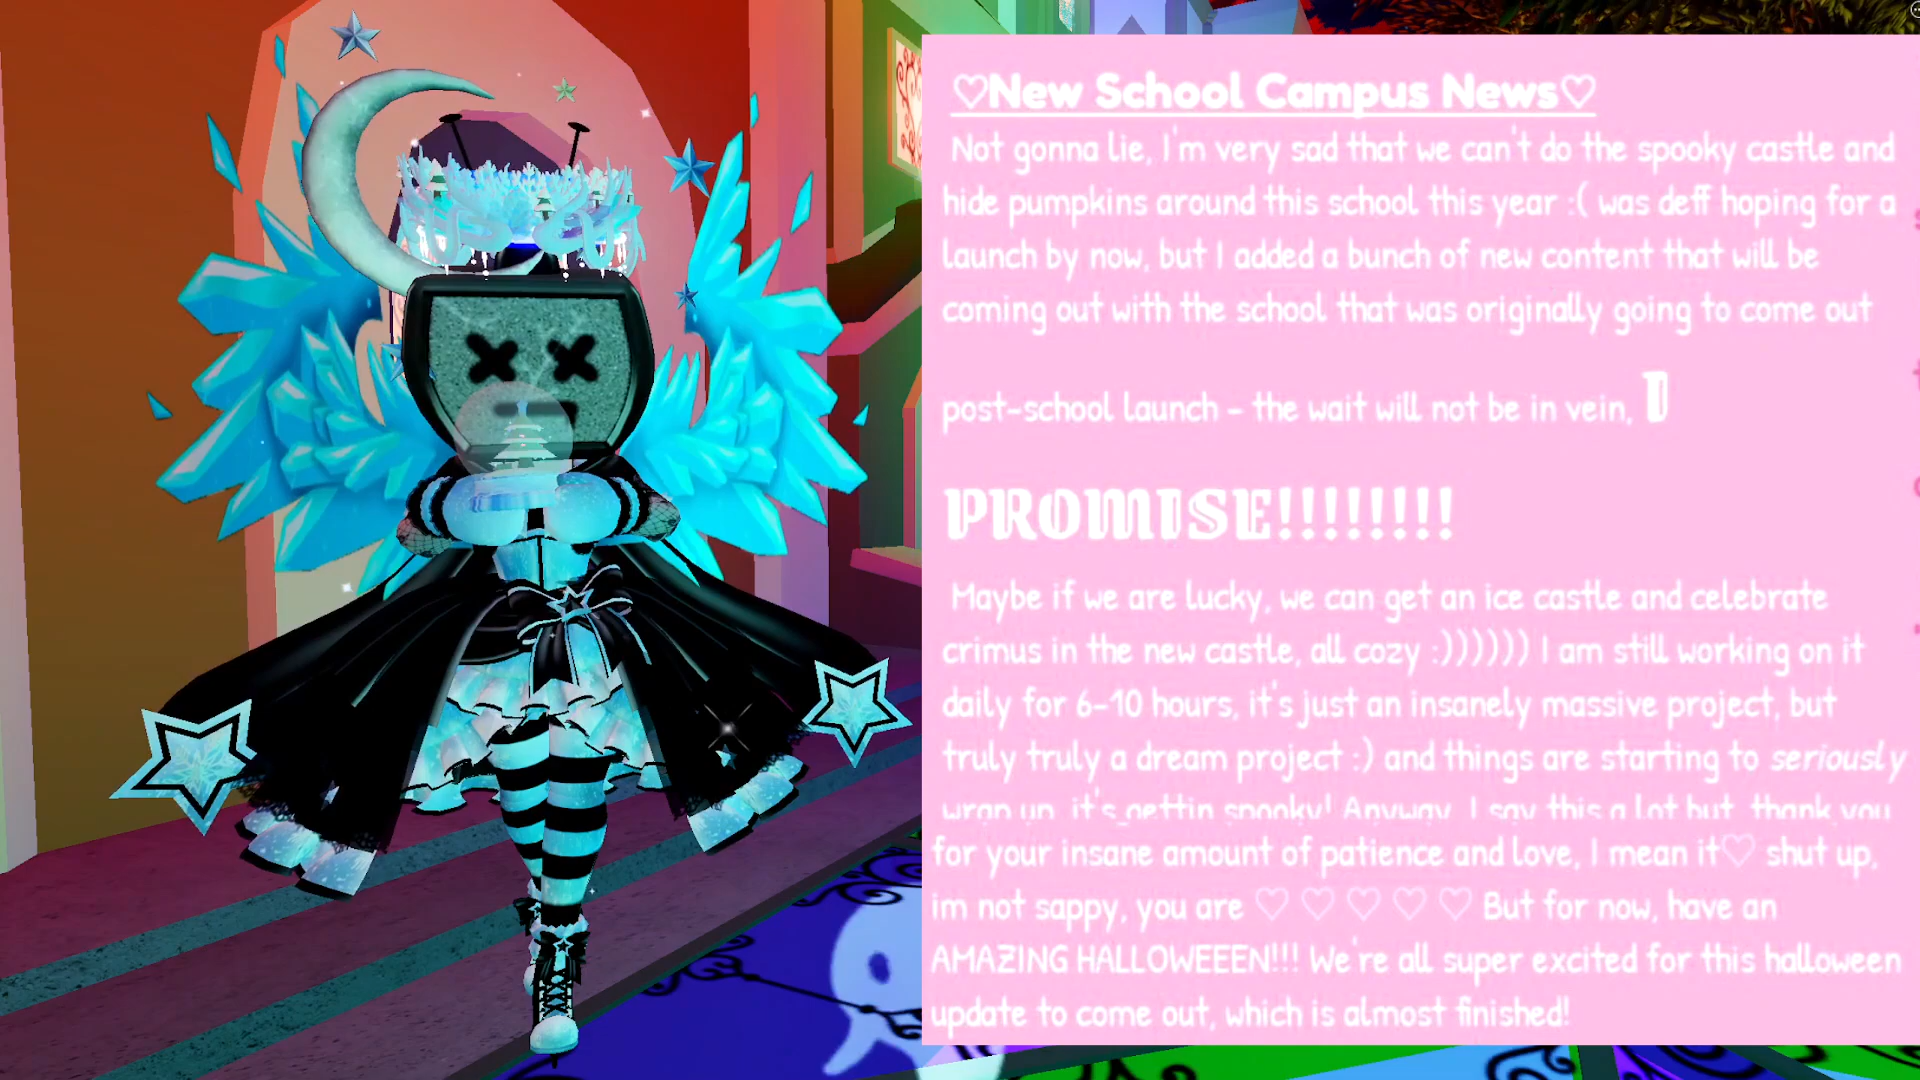 ♡New School Campus News♡
Not gonna lie, I'm very sad that we can't do the spooky castle and
hide pumpkins around this school this year :( was deff hoping for a
launch by now, but I added a bunch of new content that will be
coming out with the school that was originally going to come out
post-school launch - the wait will not be in vein, I
PROMISE!!!!!!!!
Maybe if we are lucky, we can get an ice castle and celebrate
crimus in the new castle, all cozy :)))))) I am still working on it
daily for 6-10 hours, it's just an insanely massive project, but
truly truly a dream project :) and things are starting to seriously
wrap up, it's gettin spooky! Anyway, I say this a lot but, thank you
for your insane amount of patience and love, I mean it♡ shut up,
im not sappy, you are ♡ ♡ ♡ ♡ ♡ But for now, have an
AMAZING HALLOWEEEN!!! We're all super excited for this halloween
update to come out, which is almost finished!